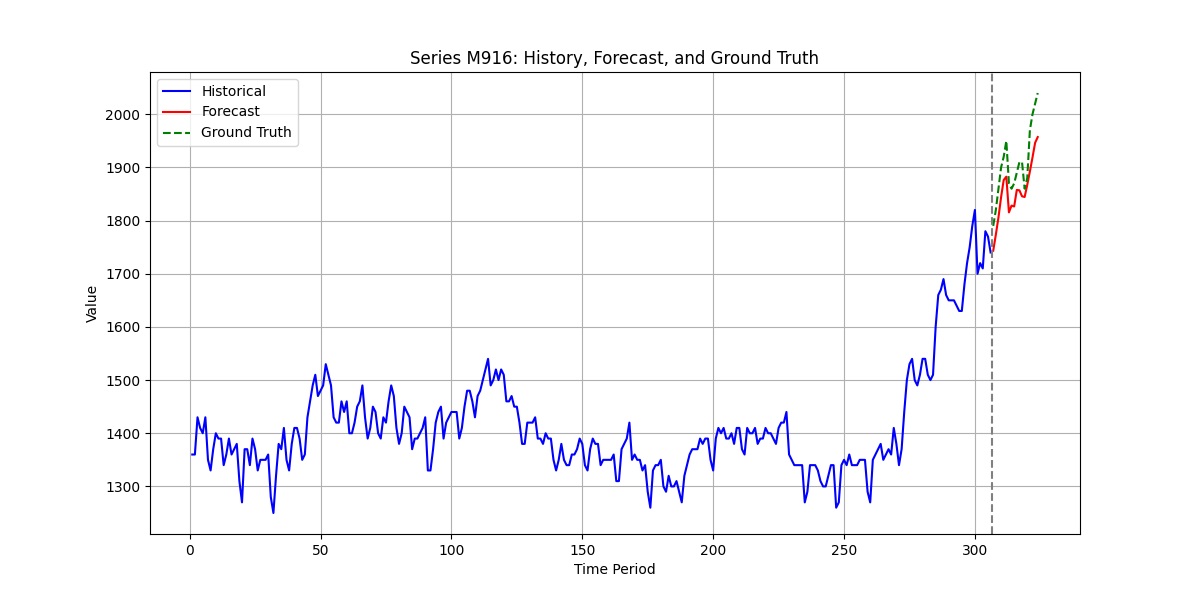 Series M916: History, Forecast, and Ground Truth
Historical
Forecast
Ground Truth
2000
1900
1800
1700
1600
1500
1400
1300
Value
0 50 100 150 200 250 300
Time Period